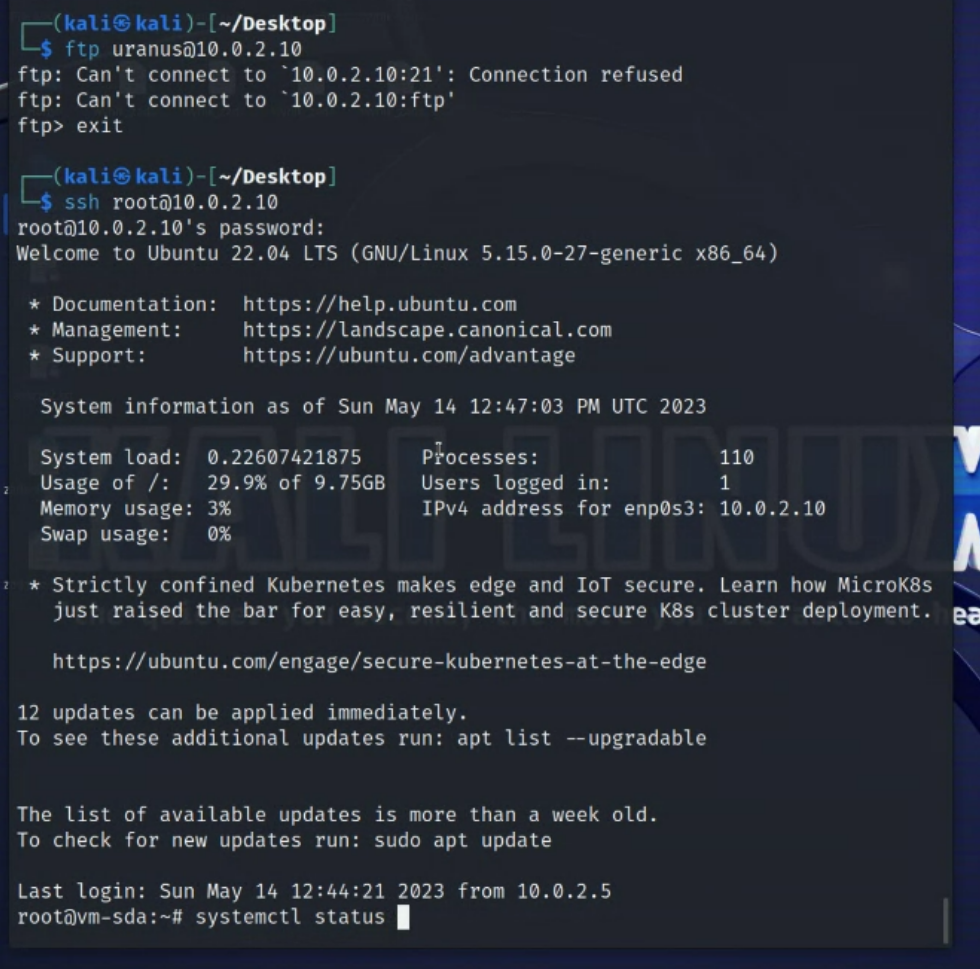 ┌──(kali㉿kali)-[~/Desktop]
└─$ ftp uranus@10.0.2.10
ftp: Can't connect to `10.0.2.10:21': Connection refused
ftp: Can't connect to `10.0.2.10:ftp'
ftp> exit
┌──(kali㉿kali)-[~/Desktop]
└─$ ssh root@10.0.2.10
root@10.0.2.10's password:
Welcome to Ubuntu 22.04 LTS (GNU/Linux 5.15.0-27-generic x86_64)
* Documentation:  https://help.ubuntu.com
* Management:     https://landscape.canonical.com
* Support:        https://ubuntu.com/advantage
System information as of Sun May 14 12:47:03 PM UTC 2023
System load:  0.22607421875     Processes:               110
Usage of /:   29.9% of 9.75GB   Users logged in:         1
Memory usage: 3%                IPv4 address for enp0s3: 10.0.2.10
Swap usage:   0%
* Strictly confined Kubernetes makes edge and IoT secure. Learn how MicroK8s
just raised the bar for easy, resilient and secure K8s cluster deployment.
https://ubuntu.com/engage/secure-kubernetes-at-the-edge
12 updates can be applied immediately.
To see these additional updates run: apt list --upgradable
The list of available updates is more than a week old.
To check for new updates run: sudo apt update
Last login: Sun May 14 12:44:21 2023 from 10.0.2.5
root@vm-sda:~# systemctl status
KALI LINUX